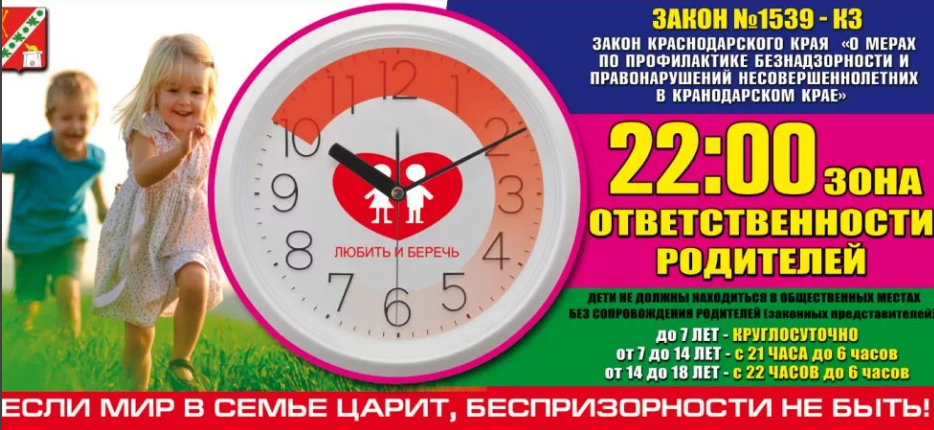 ЗАКОН №1539 - КЗ
ЗАКОН КРАСНОДАРСКОГО КРАЯ «О МЕРАХ
ПО ПРОФИЛАКТИКЕ БЕЗНАДЗОРНОСТИ И
ПРАВОНАРУШЕНИЙ НЕСОВЕРШЕННОЛЕТНИХ
В КРАНОДАРСКОМ КРАЕ»
22:00 ЗОНА
ОТВЕТСТВЕННОСТИ
РОДИТЕЛЕЙ
12
1
2
3
4
5
6
7
8
9
10
11
ЛЮБИТЬ И БЕРЕЧЬ
ДЕТИ НЕ ДОЛЖНЫ НАХОДИТЬСЯ В ОБЩЕСТВЕННЫХ МЕСТАХ
БЕЗ СОПРОВОЖДЕНИЯ РОДИТЕЛЕЙ (законных представителей)
до 7 ЛЕТ - КРУГЛОСУТОЧНО
от 7 до 14 ЛЕТ - с 21 ЧАСА до 6 часов
от 14 до 18 ЛЕТ - с 22 ЧАСОВ до 6 часов
ЕСЛИ МИР В СЕМЬЕ ЦАРИТ, БЕСПРИЗОРНОСТИ НЕ БЫТЬ!